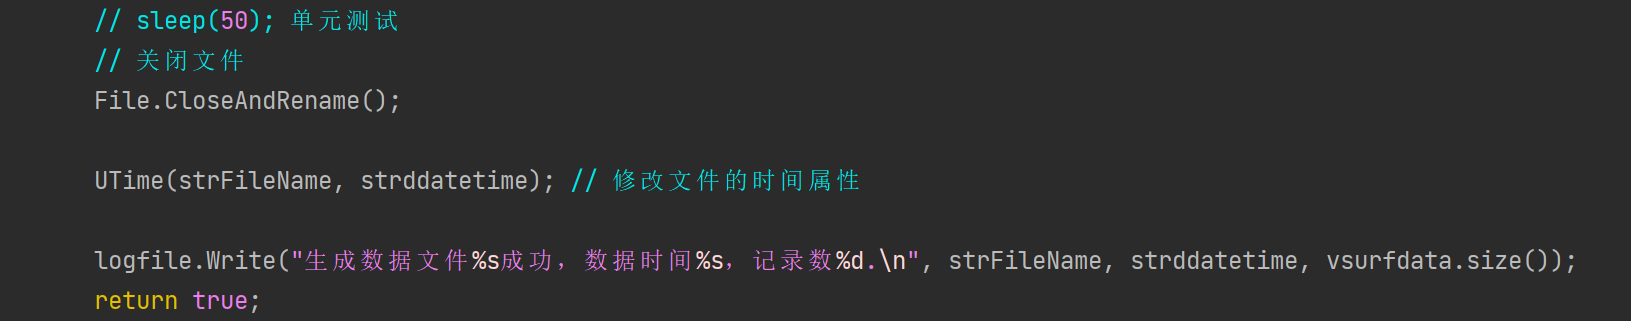 // sleep(50); 单元测试
// 关闭文件
File.CloseAndRename();
UTime(strFileName, strddatetime); // 修改文件的时间属性
logfile.Write("生成数据文件%s成功，数据时间%s，记录数%d.\n", strFileName, strddatetime, vsurfdata.size());
return true;